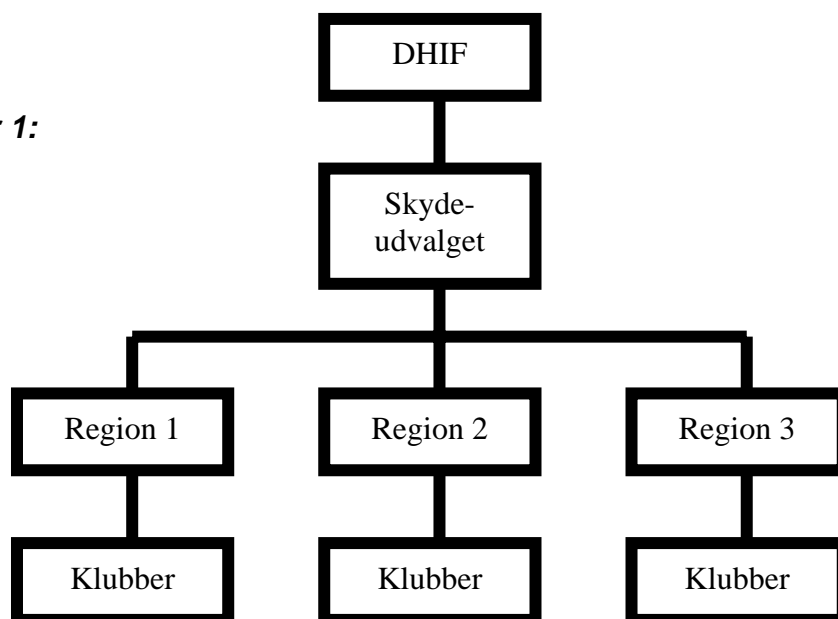 DHIF
1:
Skyde-
udvalget
Region 1
Region 2
Region 3
Klubber
Klubber
Klubber